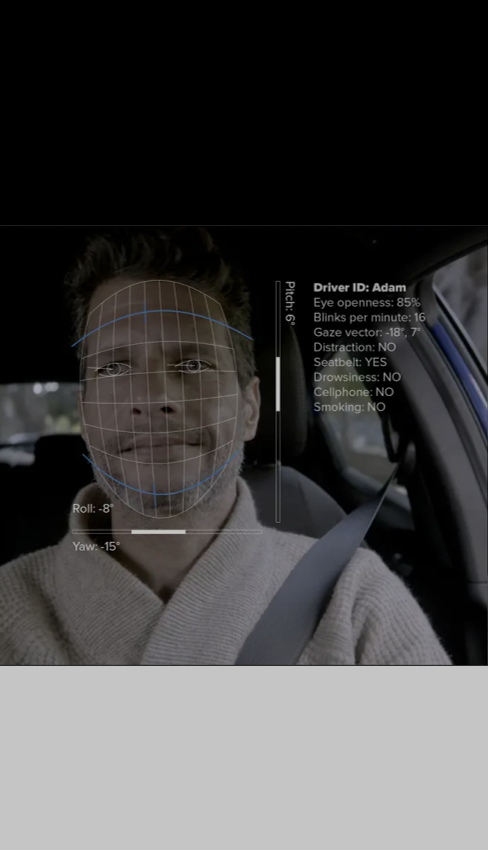 Driver ID: Adam
Eye openness: 85%
Blinks per minute: 16
Gaze vector: -18°, 7°
Distraction: NO
Seatbelt: YES
Drowsiness: NO
Cellphone: NO
Smoking: NO
Pitch: 6°
Roll: -8°
Yaw: -15°